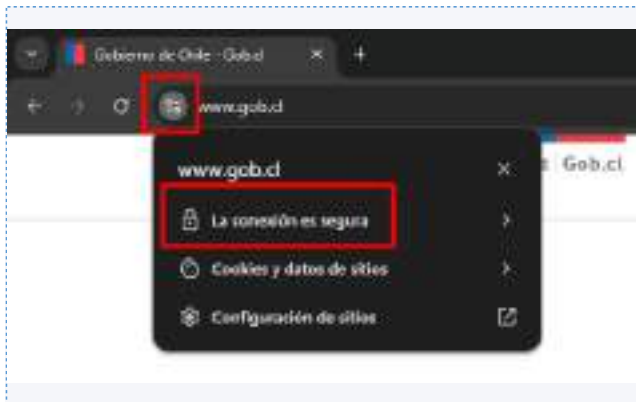 Gobierno de Chile - Gob.cl
www.gob.cl
www.gob.cl
Gob.cl
La conexión es segura
Cookies y datos de sitios
Configuración de sitios